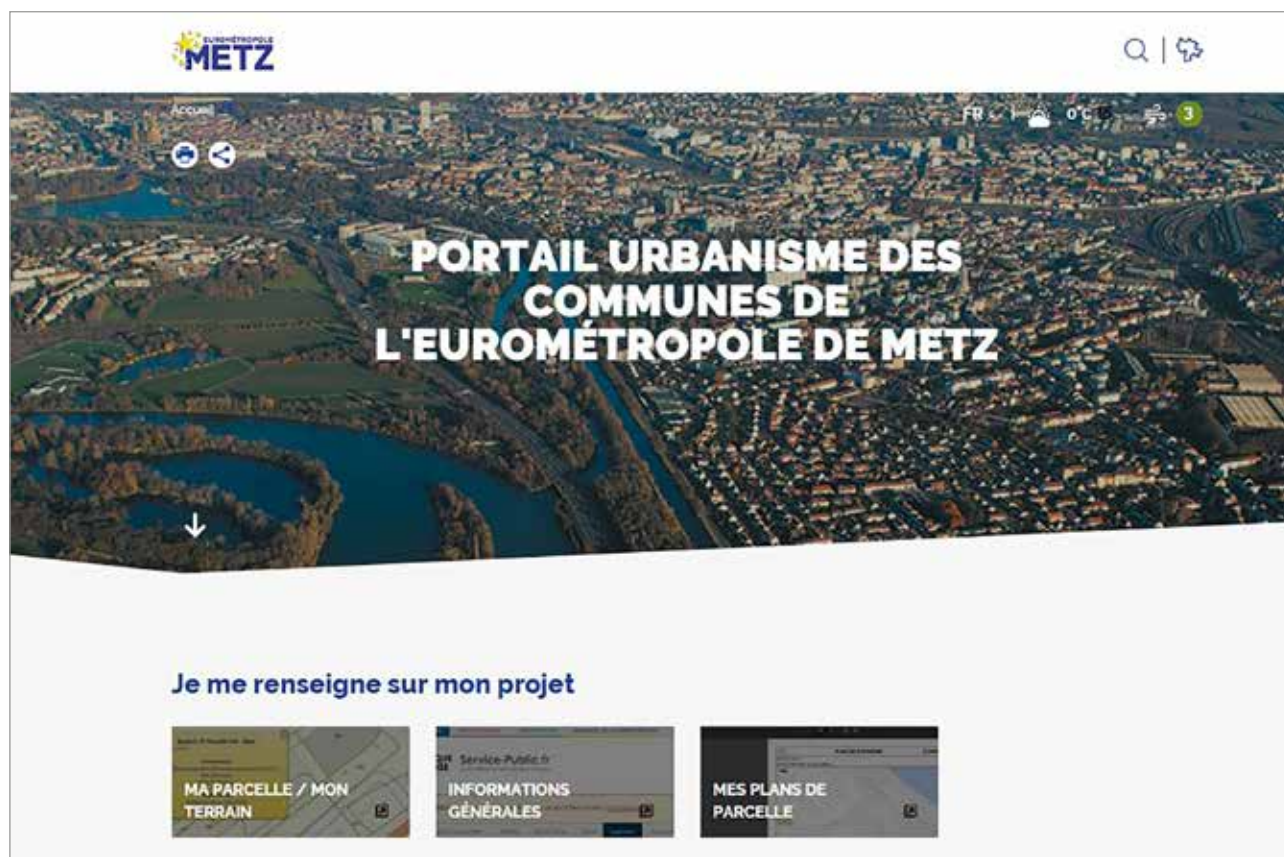 EUROMÉTROPOLE
METZ
Accueil
FR
0°C
3
PORTAIL URBANISME DES
COMMUNES DE
L'EUROMÉTROPOLE DE METZ
Je me renseigne sur mon projet
MA PARCELLE / MON
TERRAIN
Service-Public.fr
INFORMATIONS
GÉNÉRALES
MES PLANS DE
PARCELLE